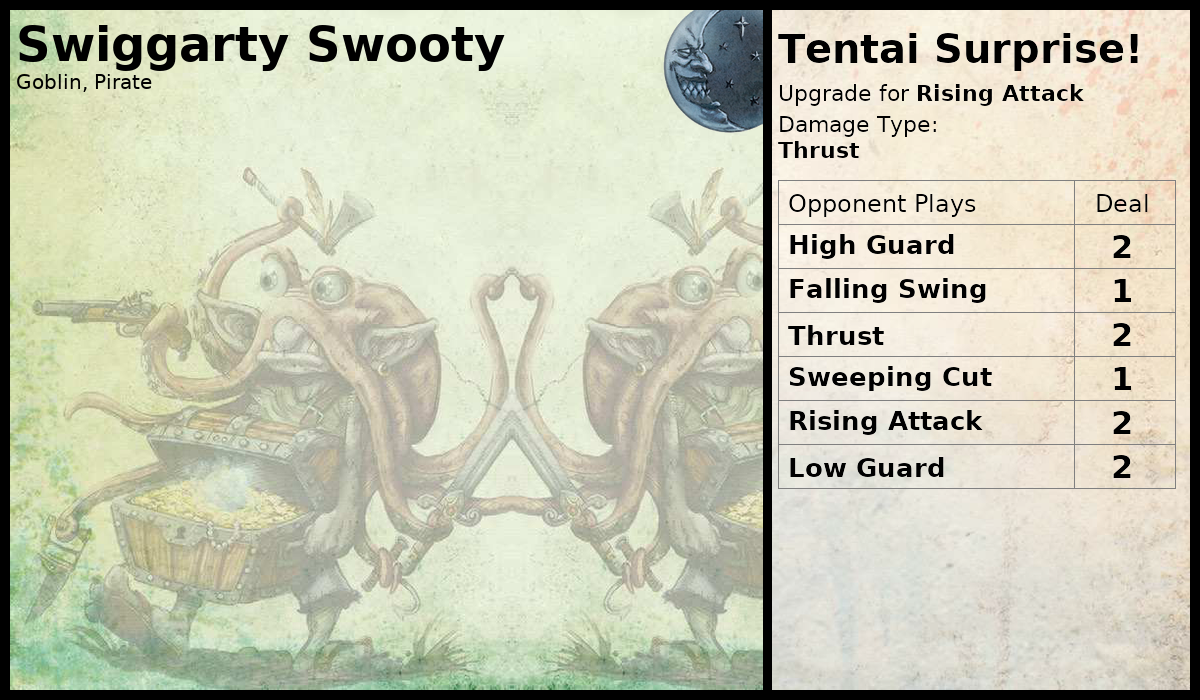 Swiggarty Swooty
Goblin, Pirate
Tentai Surprise!
Upgrade for Rising Attack
Damage Type:
Thrust
Opponent Plays Deal
High Guard 2
Falling Swing 1
Thrust 2
Sweeping Cut 1
Rising Attack 2
Low Guard 2